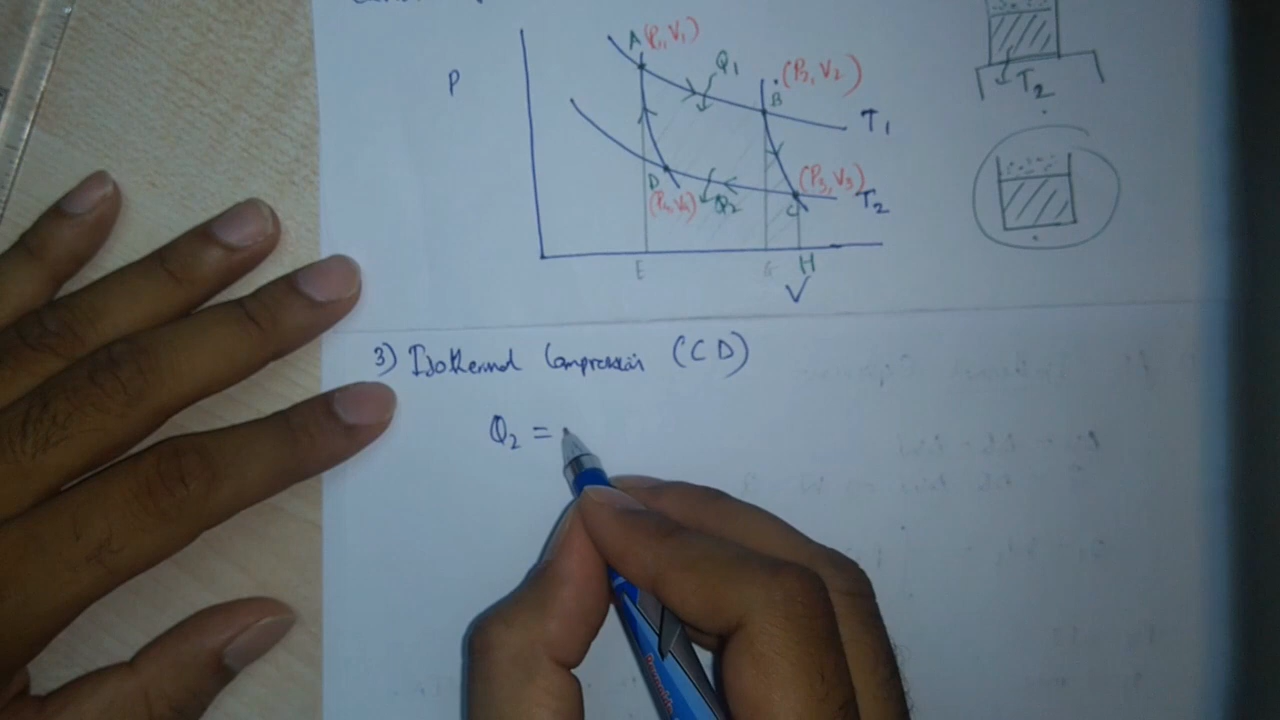 A (P₁, V₁)
Q₁
(P₂, V₂)
B
T₂
P
T₁
D
(P₄, V₄)
Q₂
(P₃, V₃)
C
T₂
E
G
H
V
3) Isothermal Compression (CD)
Q₂ =